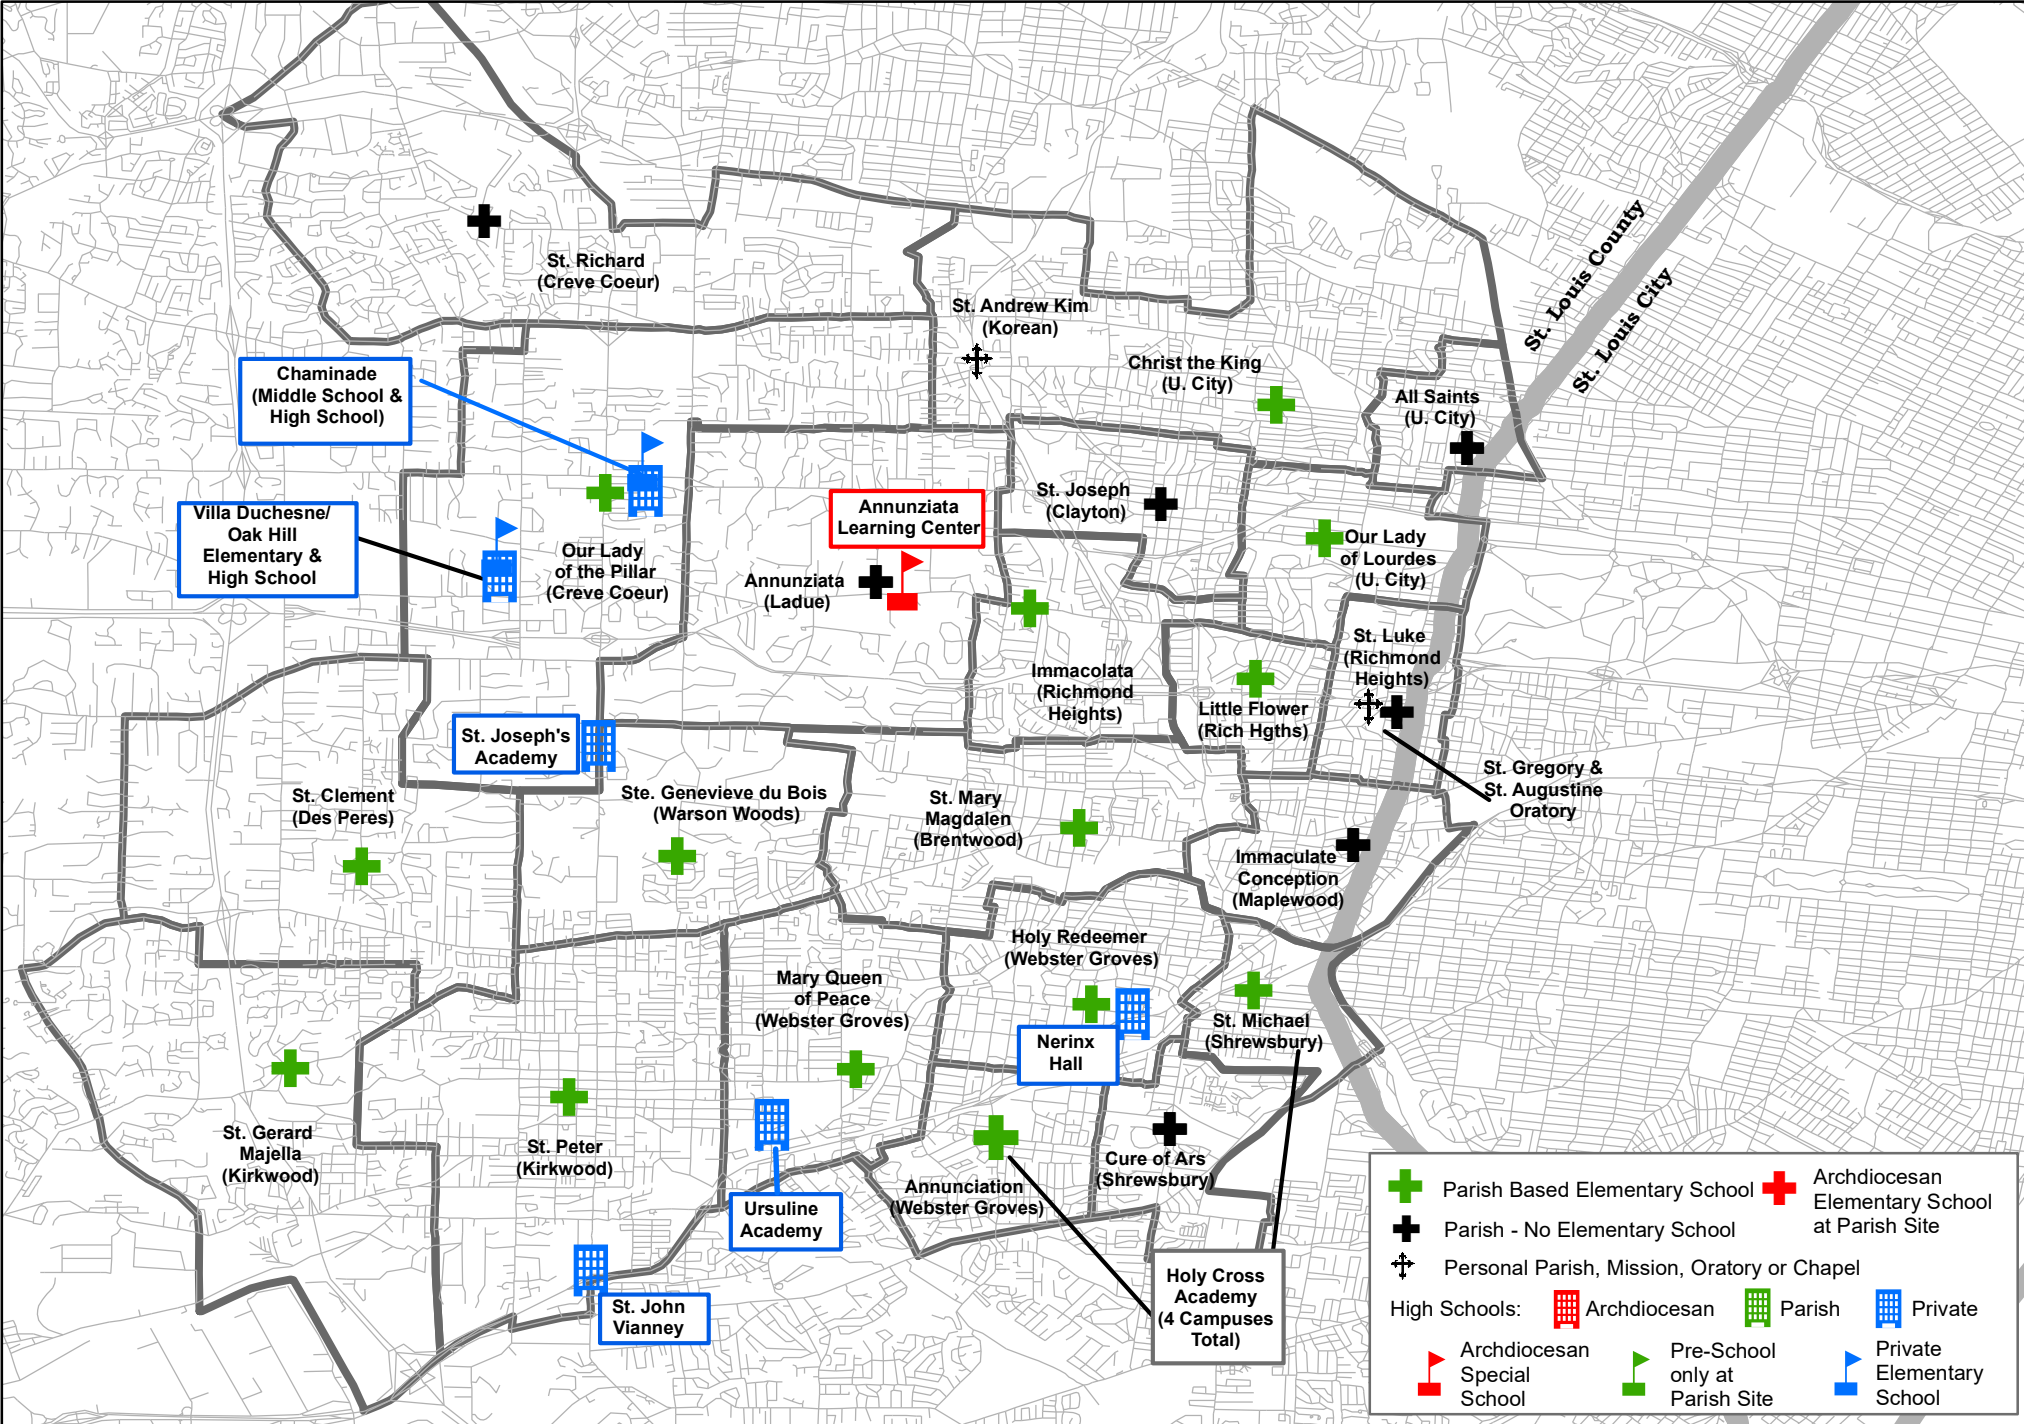 St. Richard
(Creve Coeur)
St. Louis County
St. Louis City
St. Andrew Kim
(Korean)
Christ the King
(U. City)
All Saints
(U. City)
Chaminade
(Middle School &
High School)
Villa Duchesne/
Oak Hill
Elementary &
High School
Our Lady
of the Pillar
(Creve Coeur)
Annunziata
Learning Center
Annunziata
(Ladue)
St. Joseph
(Clayton)
Our Lady
of Lourdes
(U. City)
St. Luke
(Richmond
Heights)
Immacolata
(Richmond
Heights)
Little Flower
(Rich Hgths)
St. Joseph's
Academy
St. Gregory &
St. Augustine
Oratory
St. Clement
(Des Peres)
Ste. Genevieve du Bois
(Warson Woods)
St. Mary
Magdalen
(Brentwood)
Immaculate
Conception
(Maplewood)
Holy Redeemer
(Webster Groves)
Mary Queen
of Peace
(Webster Groves)
St. Michael
(Shrewsbury)
Nerinx
Hall
St. Gerard
Majella
(Kirkwood)
St. Peter
(Kirkwood)
Cure of Ars
(Shrewsbury)
Annunciation
(Webster Groves)
Ursuline
Academy
St. John
Vianney
Holy Cross
Academy
(4 Campuses
Total)
Parish Based Elementary School
Archdiocesan
Elementary School
at Parish Site
Parish - No Elementary School
Personal Parish, Mission, Oratory or Chapel
High Schools:
Archdiocesan
Parish
Private
Archdiocesan
Special
School
Pre-School
only at
Parish Site
Private
Elementary
School